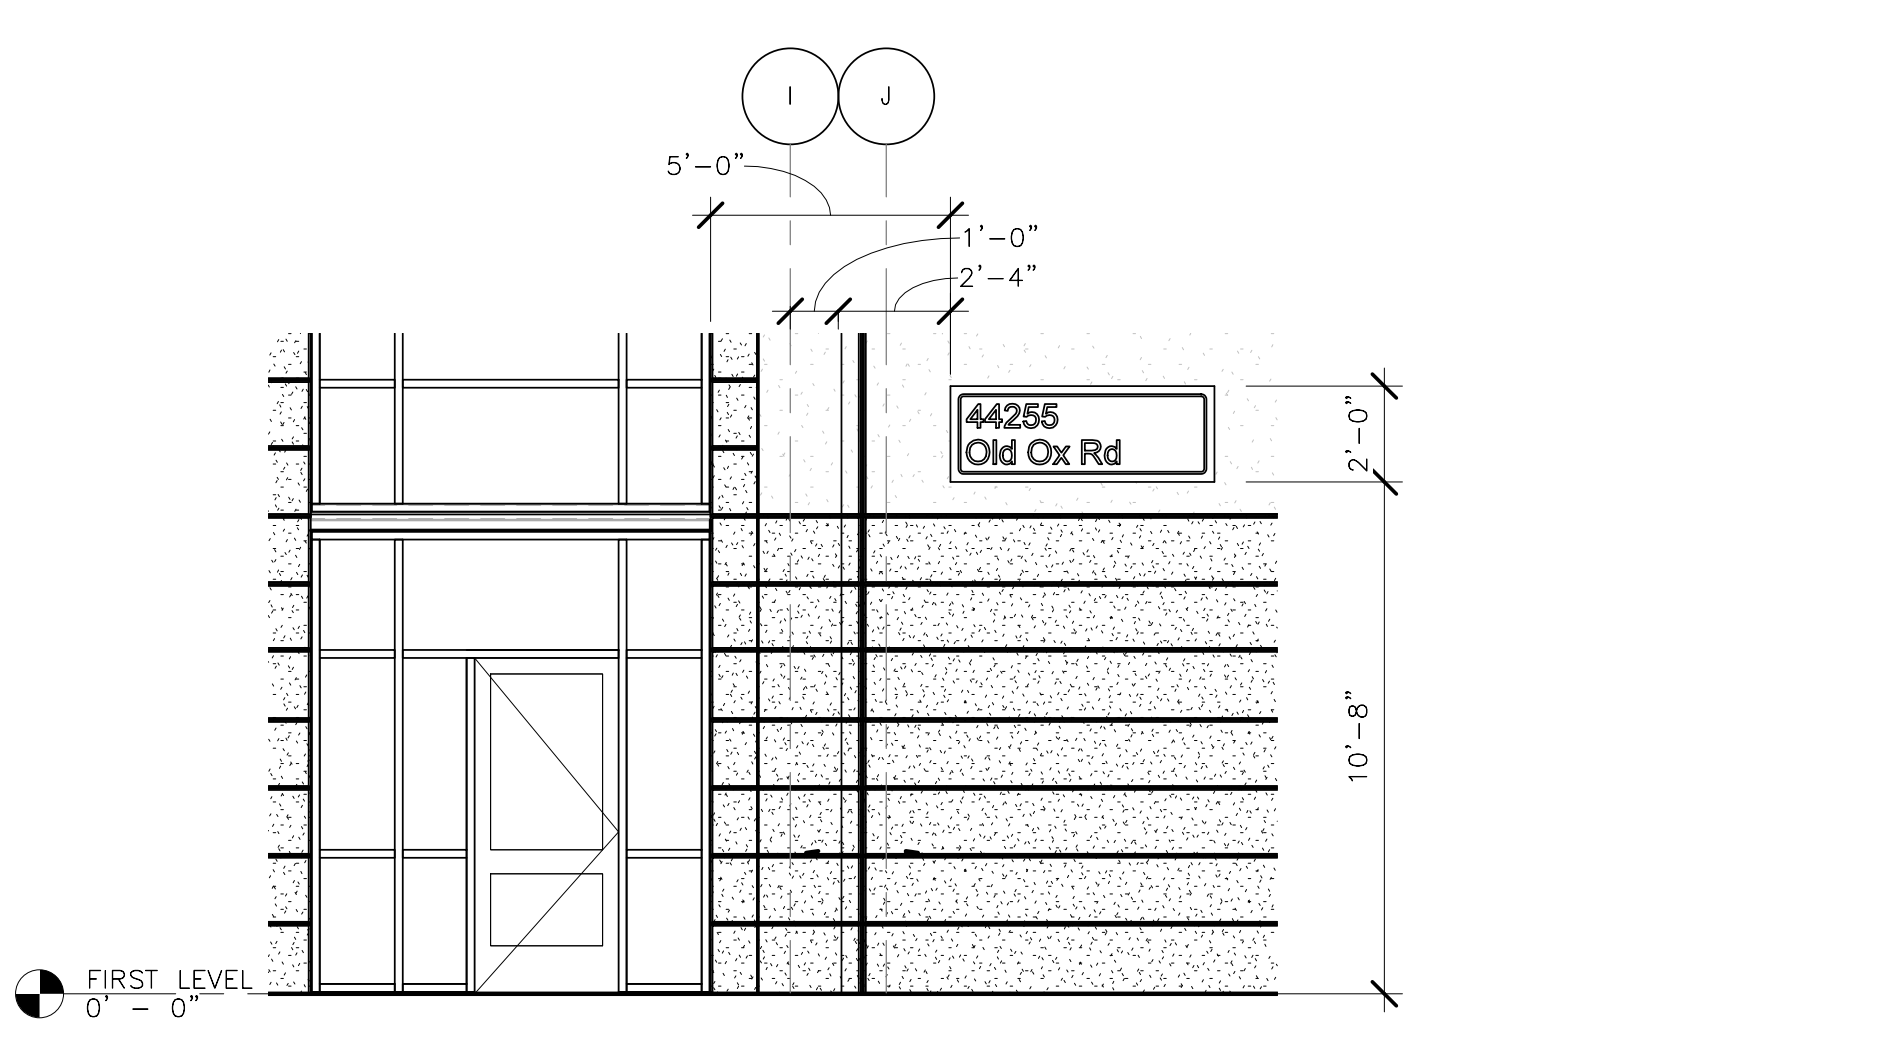 I
J
5'-0"
1'-0"
2'-4"
44255
Old Ox Rd
2'-0"
10'-8"
FIRST LEVEL
0' - 0"